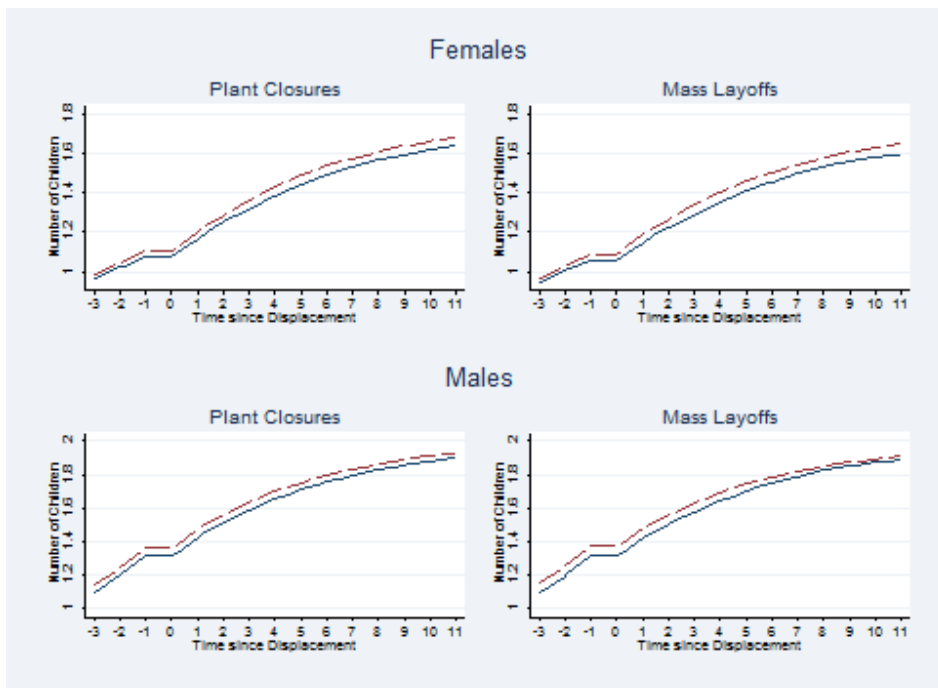 Females
Plant Closures
Number of Children
1 1.2 1.4 1.6 1.8
-3 -2 -1 0 1 2 3 4 5 6 7 8 9 10 11
Time since Displacement
Mass Layoffs
Number of Children
1 1.2 1.4 1.6 1.8
-3 -2 -1 0 1 2 3 4 5 6 7 8 9 10 11
Time since Displacement
Males
Plant Closures
Number of Children
1 1.2 1.4 1.6 1.8 2
-3 -2 -1 0 1 2 3 4 5 6 7 8 9 10 11
Time since Displacement
Mass Layoffs
Number of Children
1 1.2 1.4 1.6 1.8 2
-3 -2 -1 0 1 2 3 4 5 6 7 8 9 10 11
Time since Displacement